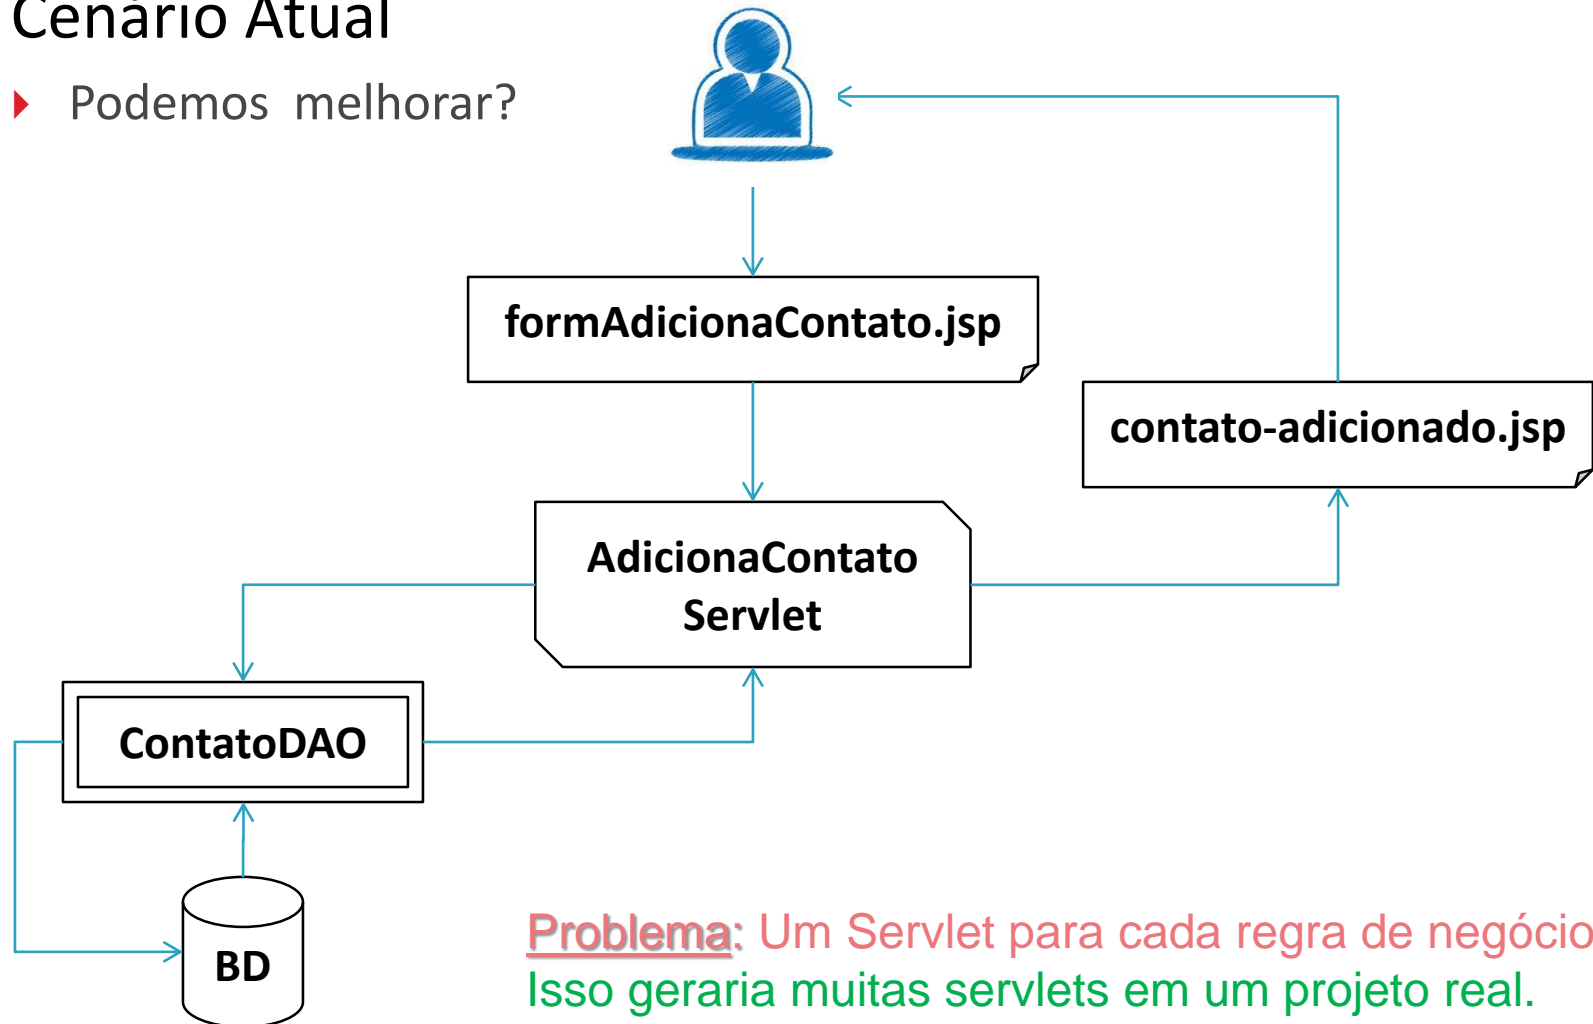 Cenário Atual
Podemos melhorar?
formAdicionaContato.jsp
contato-adicionado.jsp
AdicionaContato
Servlet
ContatoDAO
BD
Problema: Um Servlet para cada regra de negócio
Isso geraria muitas servlets em um projeto real.